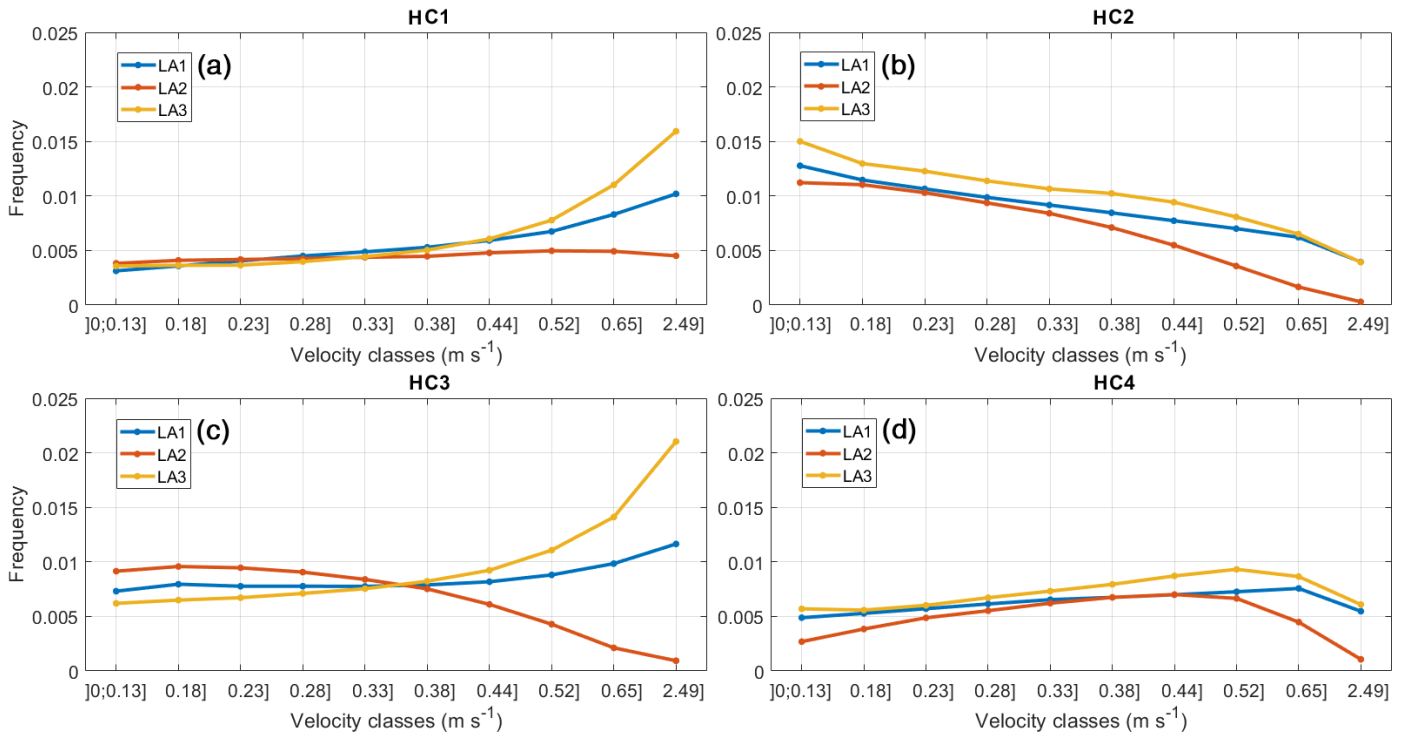 HC1
0.025
0.02
0.015
0.01
0.005
0
Frequency
LA1
LA2
LA3
(a)
]0;0.13] 0.18] 0.23] 0.28] 0.33] 0.38] 0.44] 0.52] 0.65] 2.49]
Velocity classes (m s-1)
HC2
0.025
0.02
0.015
0.01
0.005
0
LA1
LA2
LA3
(b)
]0;0.13] 0.18] 0.23] 0.28] 0.33] 0.38] 0.44] 0.52] 0.65] 2.49]
Velocity classes (m s-1)
HC3
0.025
0.02
0.015
0.01
0.005
0
Frequency
LA1
LA2
LA3
(c)
]0;0.13] 0.18] 0.23] 0.28] 0.33] 0.38] 0.44] 0.52] 0.65] 2.49]
Velocity classes (m s-1)
HC4
0.025
0.02
0.015
0.01
0.005
0
LA1
LA2
LA3
(d)
]0;0.13] 0.18] 0.23] 0.28] 0.33] 0.38] 0.44] 0.52] 0.65] 2.49]
Velocity classes (m s-1)